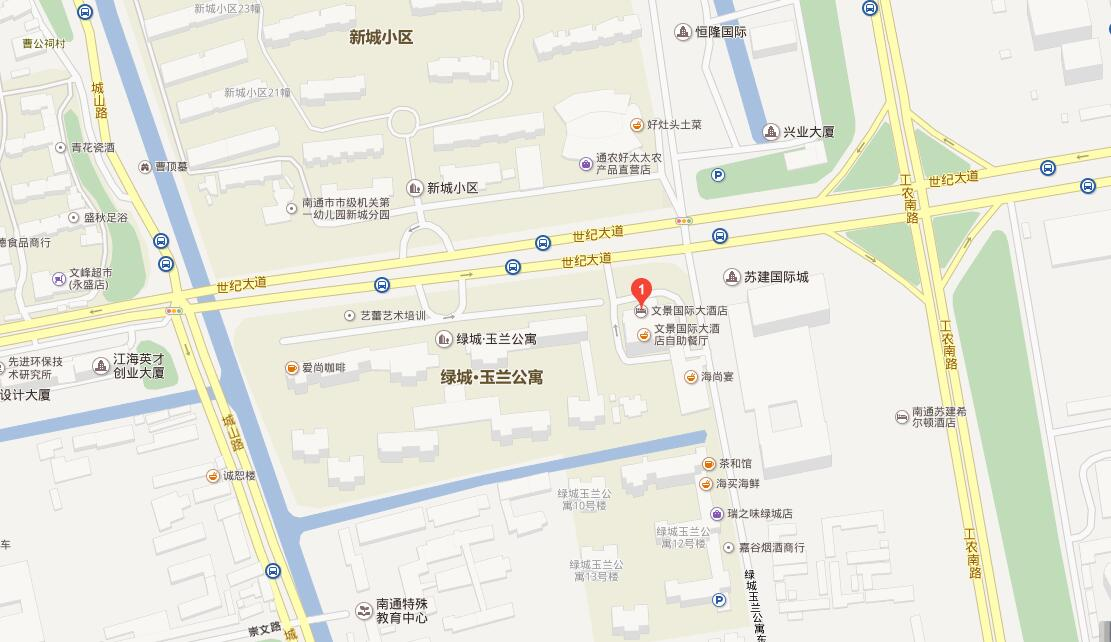 新城小区23幢
新城小区
恒隆国际
曹公祠村
城山路
新城小区21幢
好灶头土菜
兴业大厦
青花瓷酒
曹顶墓
通农好太太农
产品直营店
新城小区
世纪大道
工农南路
南通市市级机关第
一幼儿园新城分园
盛秋足浴
世纪大道
德食品商行
世纪大道
文峰超市
(永盛店)
世纪大道
苏建国际城
1
文景国际大酒店
艺蕾艺术培训
文景国际大酒
店自助餐厅
绿城·玉兰公寓
工农南路
江海英才
创业大厦
先进环保技
术研究所
爱尚咖啡
绿城·玉兰公寓
海尚宴
设计大厦
南通苏建希
尔顿酒店
城山路
茶和馆
诚恕楼
海买海鲜
绿城玉兰公
寓10号楼
瑞之味绿城店
绿城玉兰公
寓12号楼
车
嘉谷烟酒商行
工农南路
绿城玉兰公
寓13号楼
绿城玉兰公寓东
P
P
南通特殊
教育中心
崇文路
城